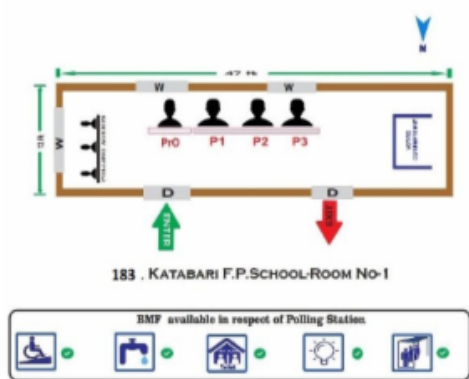 N
47 ft
W
W
W
PrO
P1
P2
P3
D
D
ENTER
EXIT
183 . KATABARI F.P.SCHOOL-ROOM NO-1
BMF available in respect of Polling Station